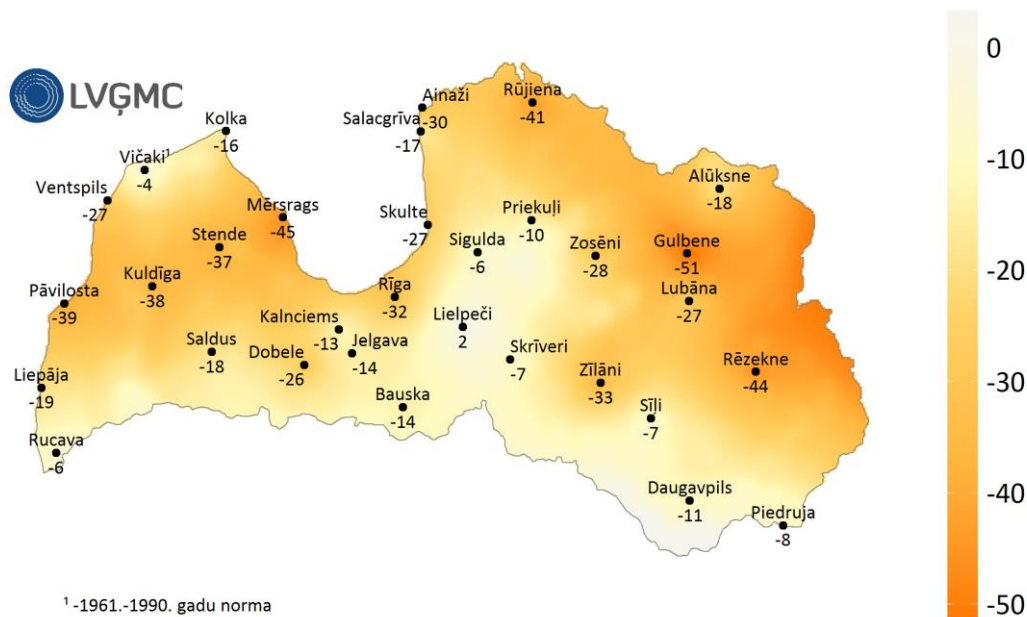 LVĢMC
0
Rūjiena
-41
Ainaži
-30
Salacgrīva
-17
Kolka
-16
Vičaki¹
-4
-10
Alūksne
-18
Ventspils
-27
Mērsrags
-45
Skulte
-27
Priekuļi
-10
Stende
-37
Sigulda
-6
Zosēni
-28
Gulbene
-51
-20
Kuldīga
-38
Pāvilosta
-39
Rīga
-32
Lubāna
-27
Kalnciems
-13
Lielpeči
2
Jelgava
-14
Saldus
-18
Dobele
-26
Skrīveri
-7
Rēzekne
-44
Zīlāni
-33
-30
Liepāja
-19
Bauska
-14
Sīļi
-7
Rucava
-6
Daugavpils
-11
-40
Piedruja
-8
-50
¹ -1961.-1990. gadu norma